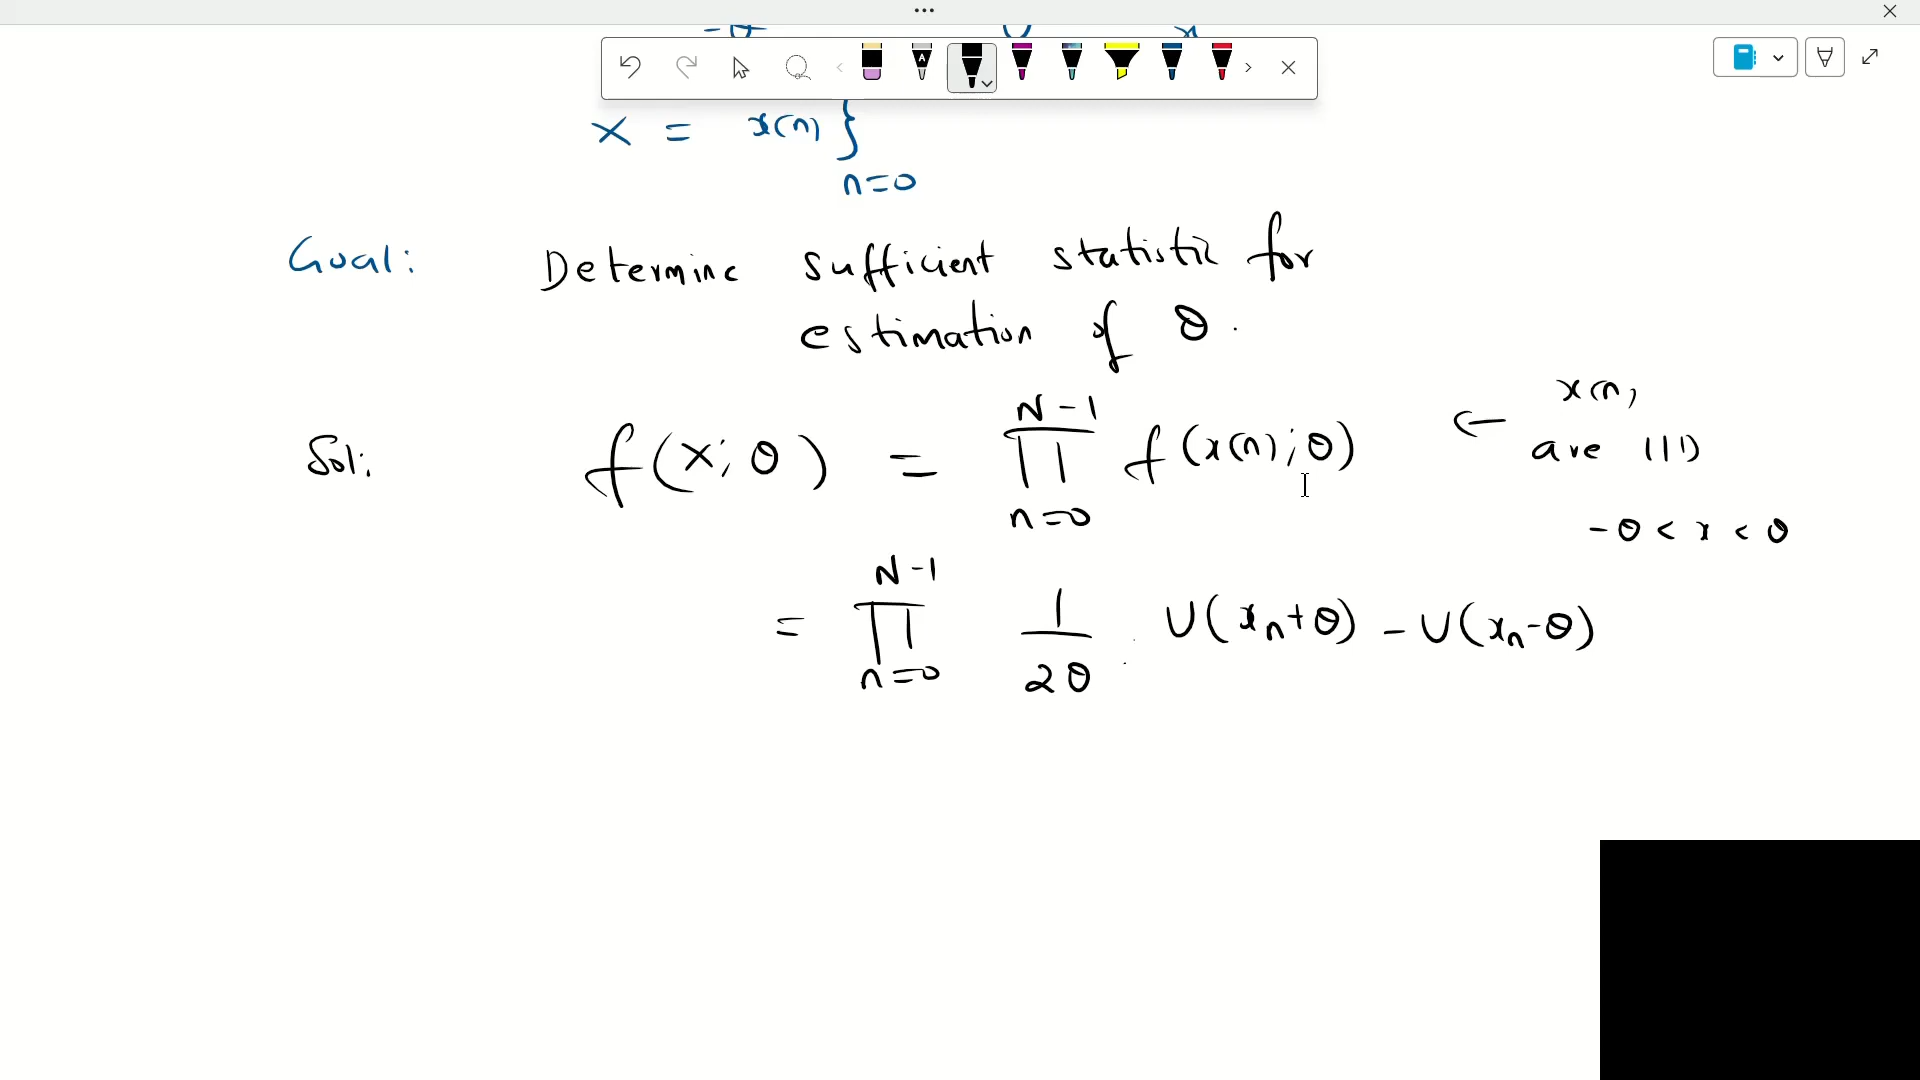 -θ 0 x
x = x(n) }
n=0
Goal: Determine sufficient statistic for
estimation of θ.
Sol: f(x; θ) = ∏ f(x(n); θ) ← x(n)
N-1
n=0
are IID
-θ < x < θ
N-1
= ∏ 1/2θ . U(xₙ+θ) - U(xₙ-θ)
n=0